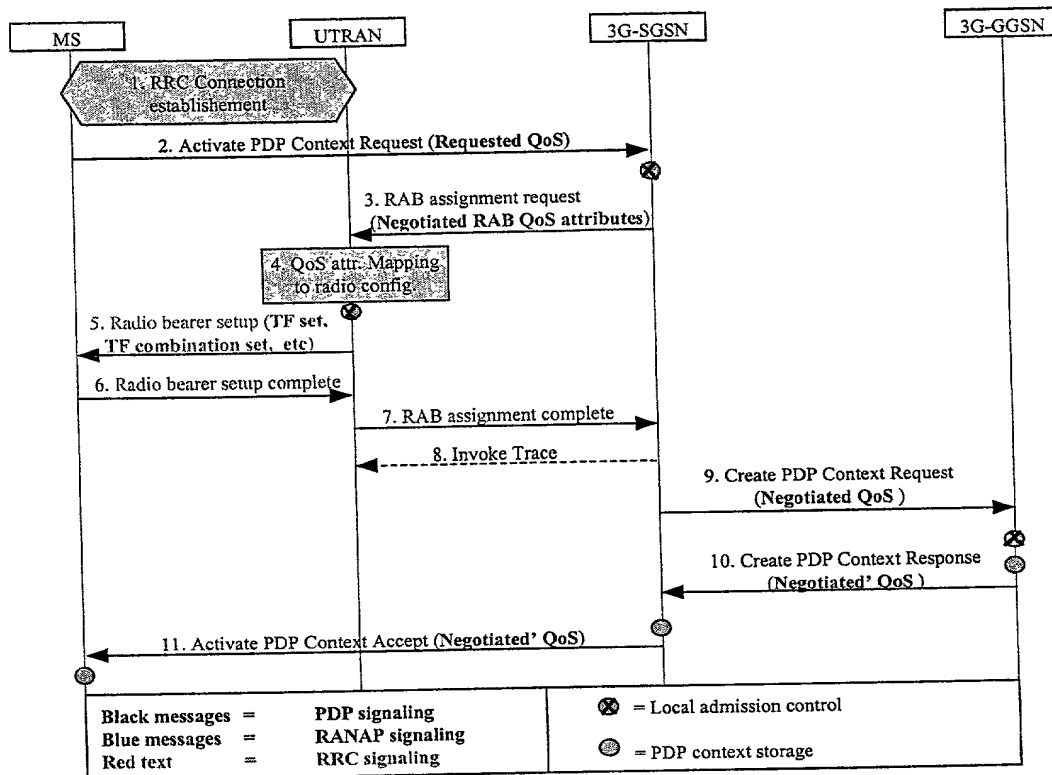 MS
UTRAN
3G-SGSN
3G-GGSN
1. RRC Connection
establishement
2. Activate PDP Context Request (Requested QoS)
3. RAB assignment request
(Negotiated RAB QoS attributes)
4. QoS attr. Mapping
to radio config
5. Radio bearer setup (TF set,
TF combination set, etc)
6. Radio bearer setup complete
7. RAB assignment complete
8. Invoke Trace
9. Create PDP Context Request
(Negotiated QoS )
10. Create PDP Context Response
(Negotiated’ QoS )
11. Activate PDP Context Accept (Negotiated’ QoS)
Black messages = PDP signaling
Blue messages = RANAP signaling
Red text = RRC signaling
= Local admission control
= PDP context storage